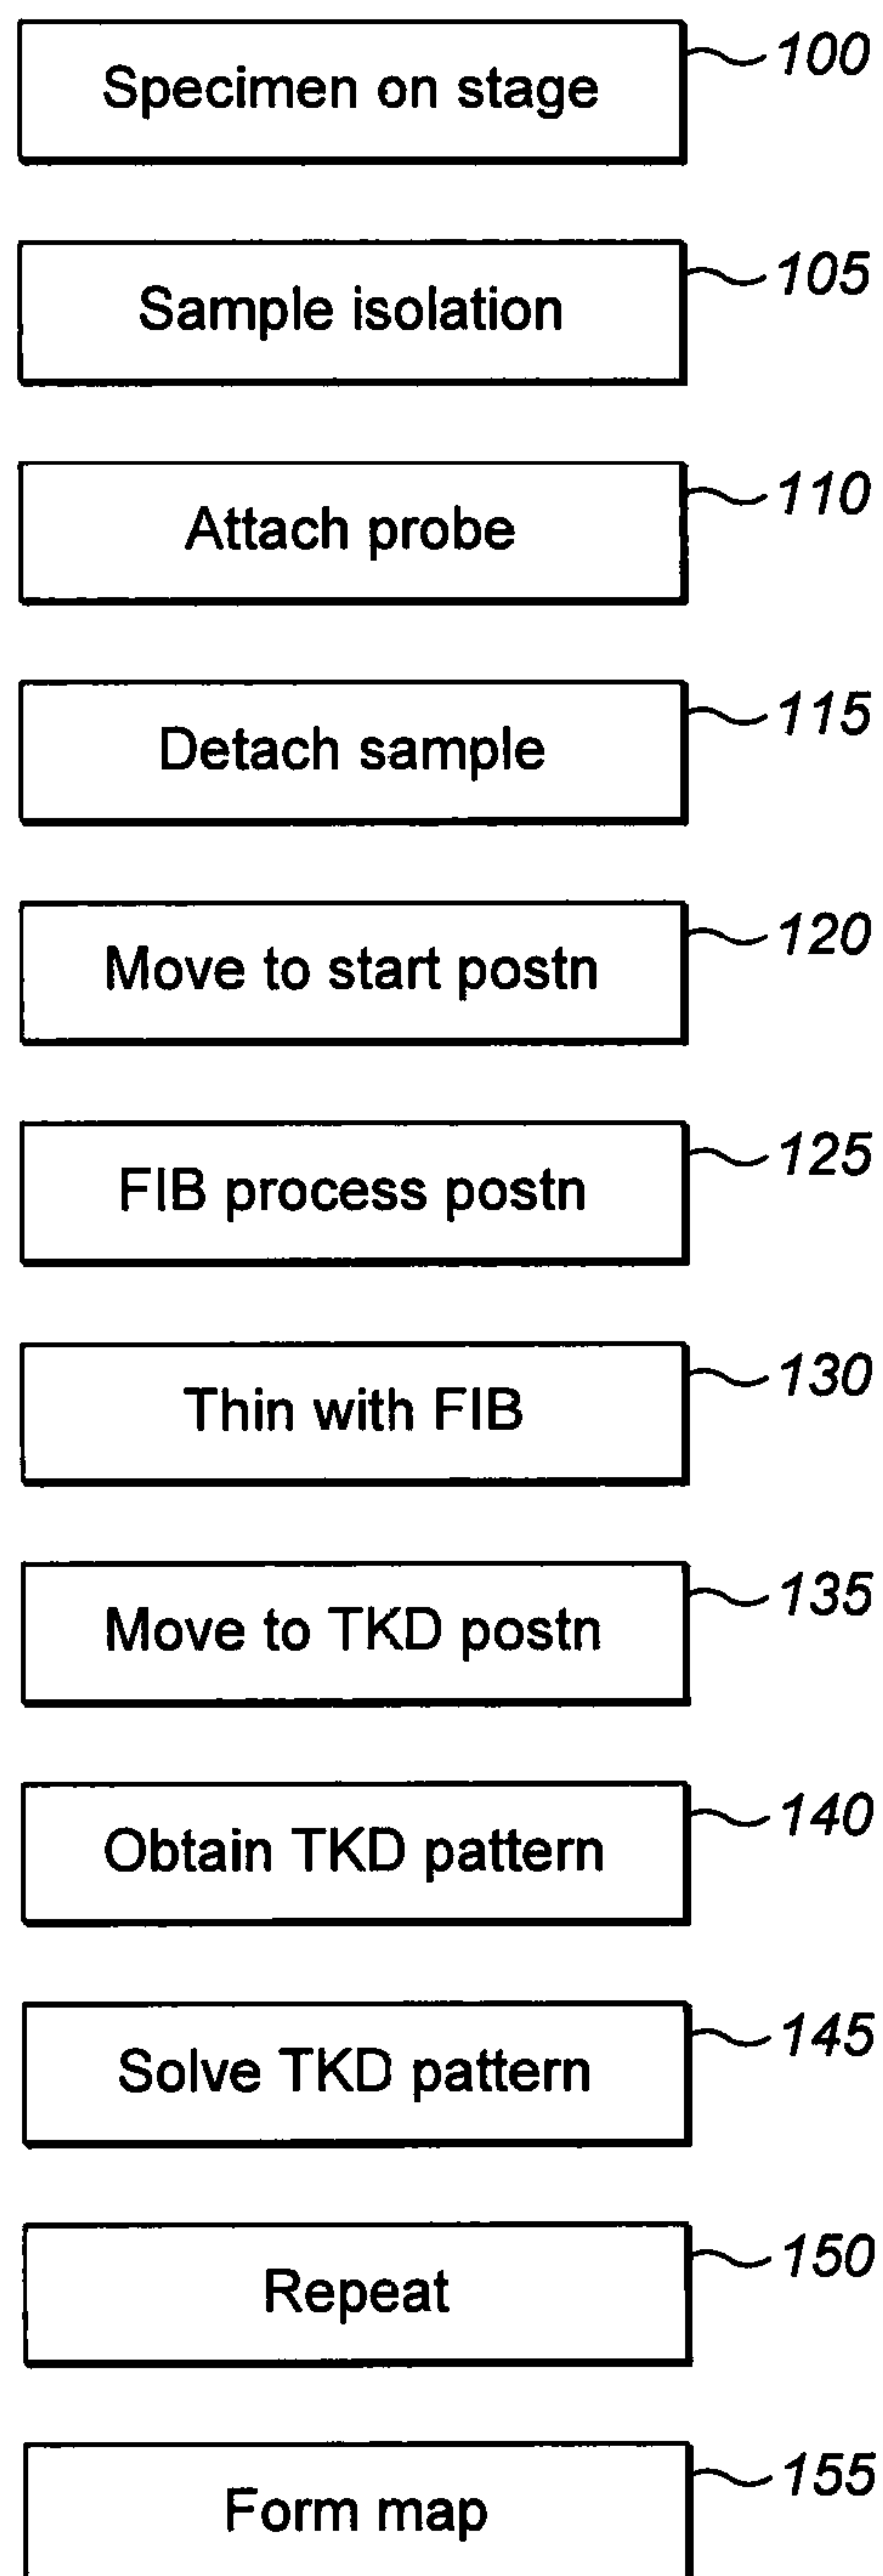 Specimen on stage 100
Sample isolation 105
Attach probe 110
Detach sample 115
Move to start postn 120
FIB process postn 125
Thin with FIB 130
Move to TKD postn 135
Obtain TKD pattern 140
Solve TKD pattern 145
Repeat 150
Form map 155